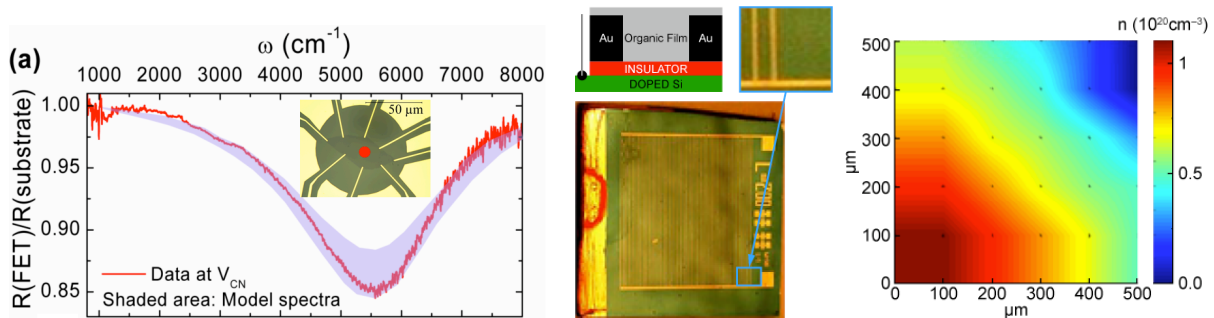 (a)
ω (cm⁻¹)
1000 2000 3000 4000 5000 6000 7000 8000
R(FET)/R(substrate)
1.00
0.95
0.90
0.85
50 μm
Data at V_CN
Shaded area: Model spectra
Au
Organic Film
Au
INSULATOR
DOPED Si
n (10²⁰cm⁻³)
μm
500
400
300
200
100
0
0 100 200 300 400 500
μm
1
0.5
0.0